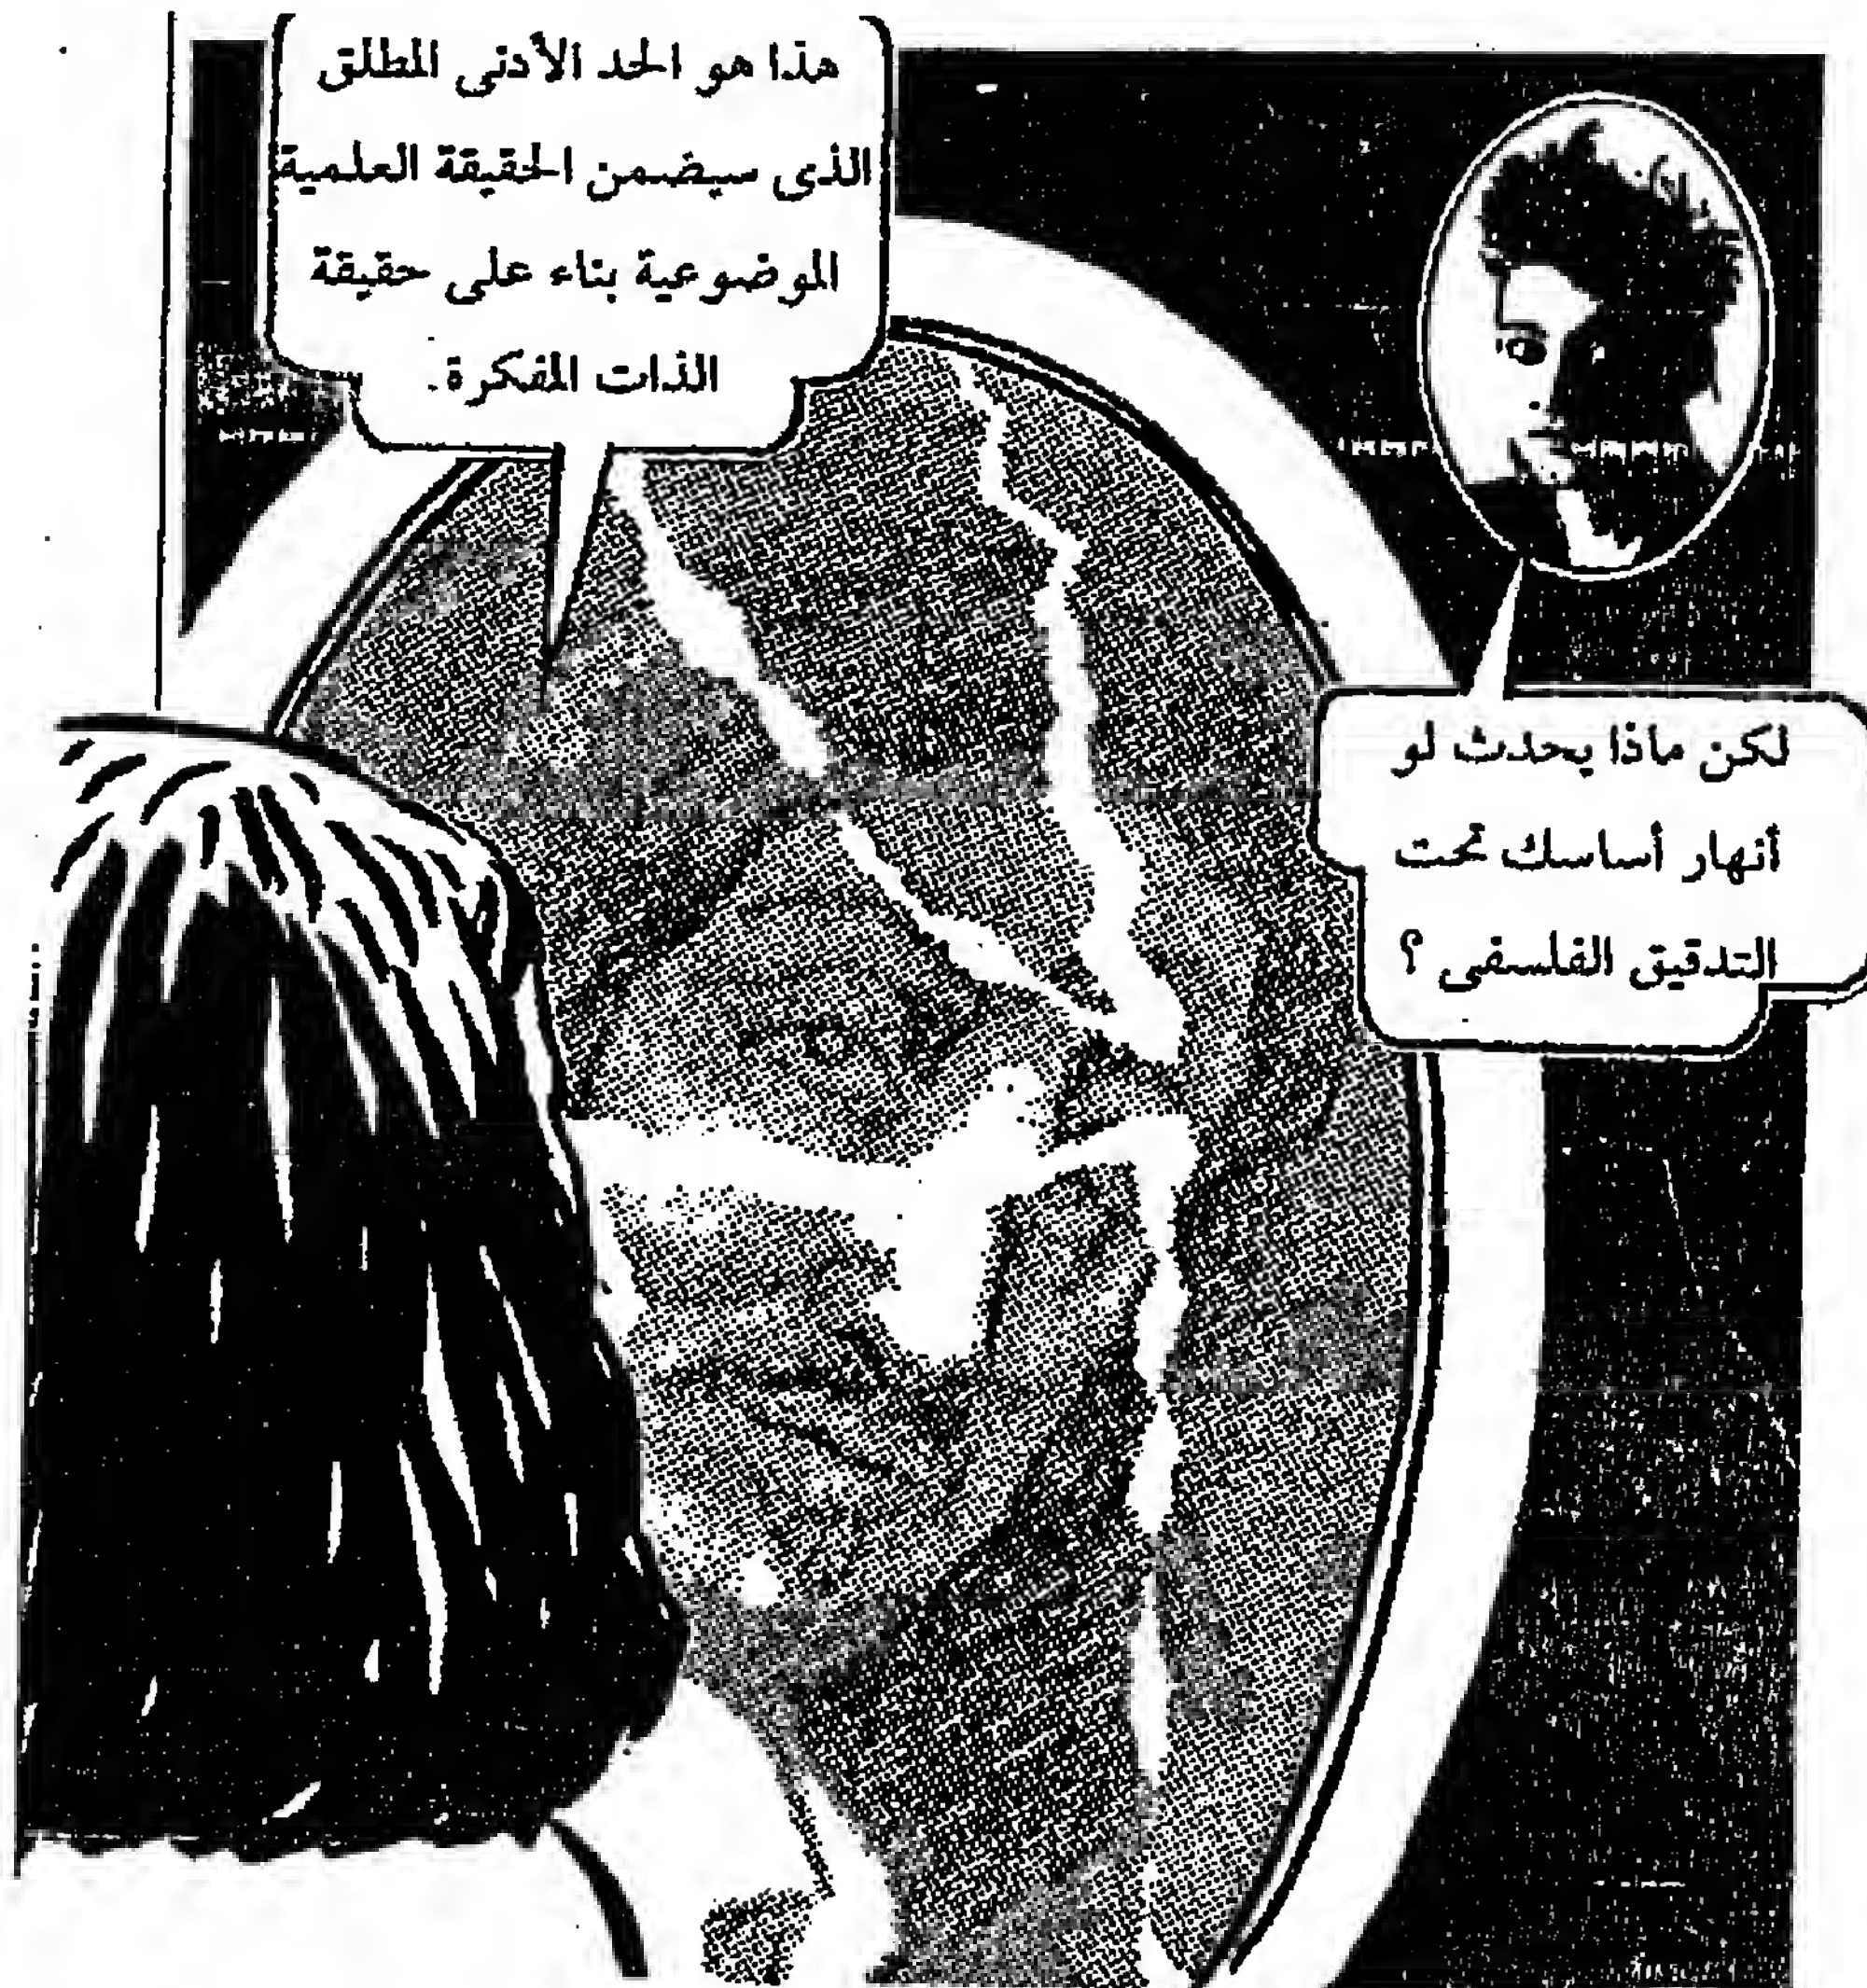 هذا هو الحد الأدنى المطلق
الذى سيضمن الحقيقة العلمية
الموضوعية بناء على حقيقة
الذات المفكرة.
لكن ماذا يحدث لو
أنهار أساسك تحت
التدقيق الفلسفى ؟